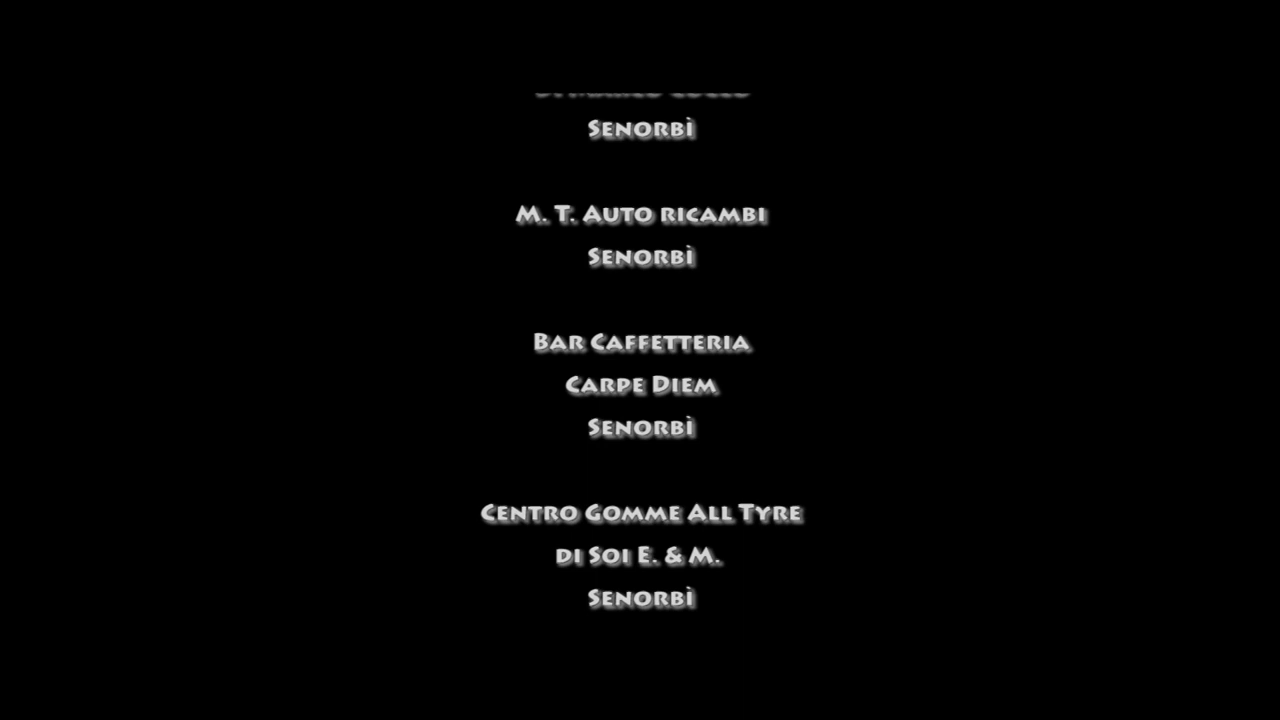 Senorbì
M. T. Auto ricambi
Senorbì
Bar Caffetteria
Carpe Diem
Senorbì
Centro Gomme All Tyre
di Soi E. & M.
Senorbì